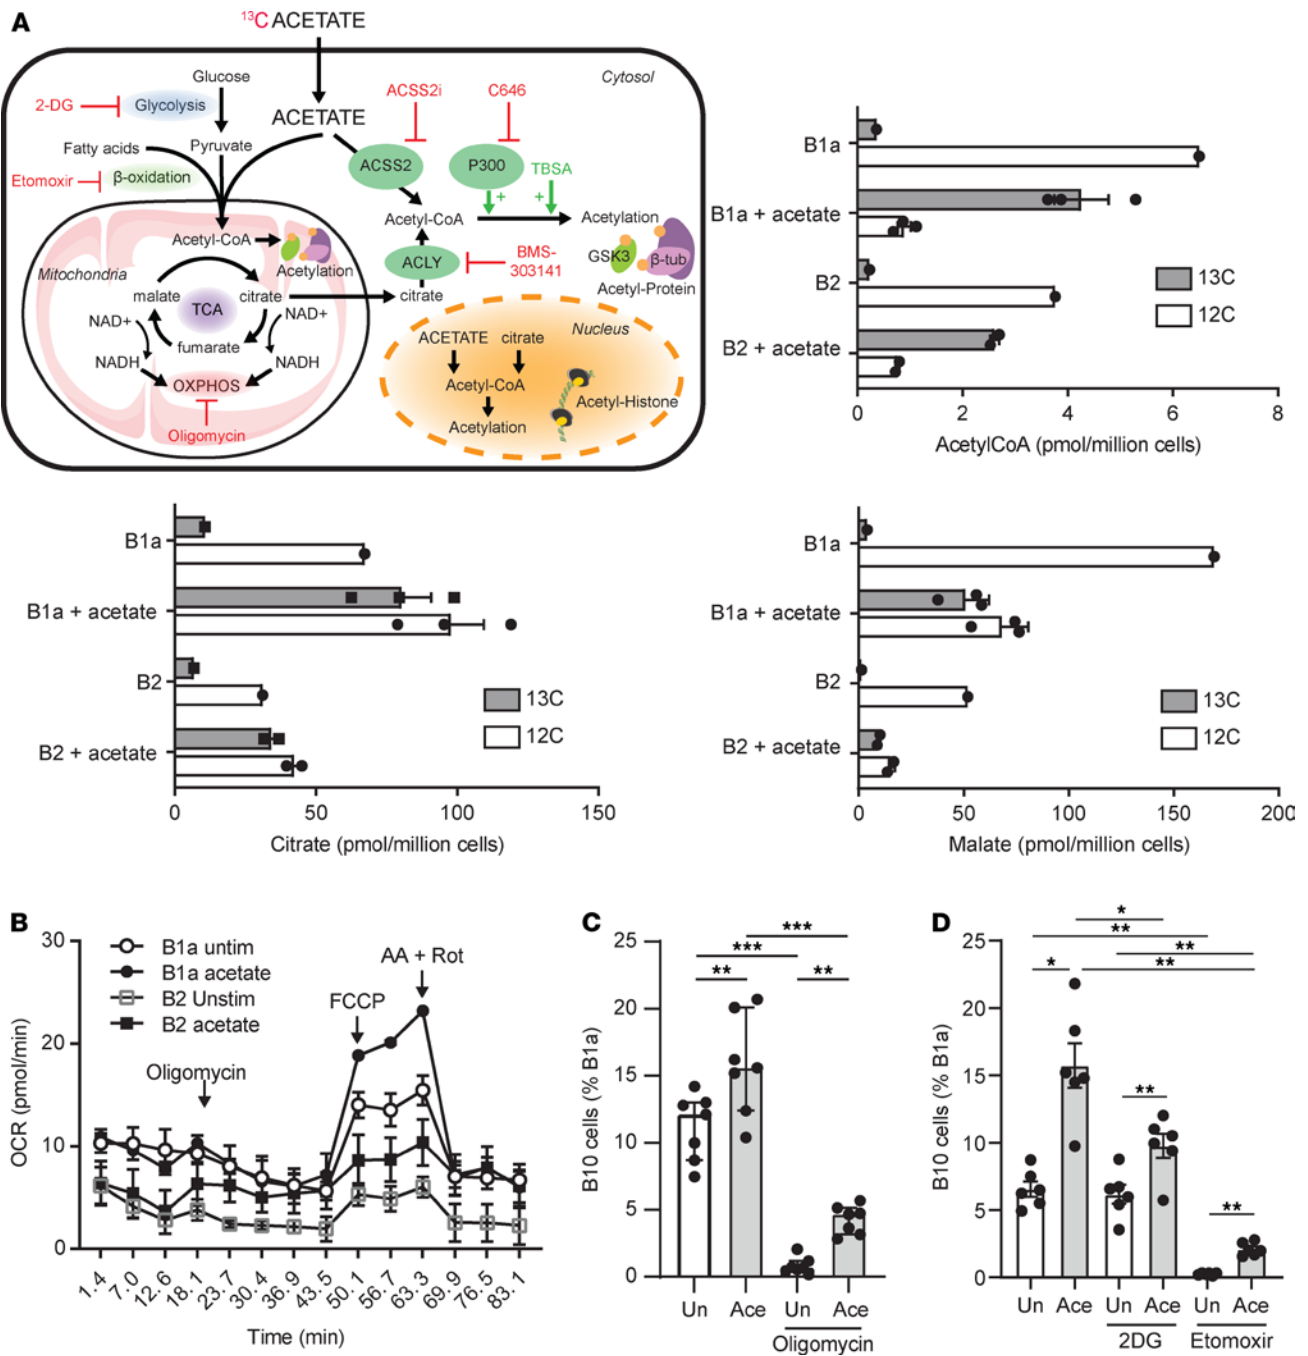 A
13C ACETATE
Cytosol
Glucose
2-DG
Glycolysis
ACETATE
ACSS2i
C646
Fatty acids
Pyruvate
ACSS2
P300
TBSA
Etomoxir
β-oxidation
+
+
Acetyl-CoA
Acetylation
Acetyl-CoA
Mitochondria
Acetylation
ACLY
BMS-
303141
GSK3
β-tub
Acetyl-Protein
malate
TCA
citrate
citrate
NAD+
NAD+
fumarate
NADH
NADH
OXPHOS
Oligomycin
Nucleus
ACETATE
citrate
Acetyl-CoA
Acetyl-Histone
Acetylation
B1a
B1a + acetate
B2
B2 + acetate
13C
12C
0 2 4 6 8
AcetylCoA (pmol/million cells)
B1a
B1a + acetate
B2
B2 + acetate
13C
12C
0 50 100 150
Citrate (pmol/million cells)
B1a
B1a + acetate
B2
B2 + acetate
13C
12C
0 50 100 150 200
Malate (pmol/million cells)
B
30
20
10
0
OCR (pmol/min)
B1a untim
B1a acetate
B2 Unstim
B2 acetate
Oligomycin
FCCP
AA + Rot
1.4 7.0 12.6 18.1 23.7 30.4 36.9 43.5 50.1 56.7 63.3 69.9 76.5 83.1
Time (min)
C
25
20
15
10
5
0
B10 cells (% B1a)
***
***
**
**
Un Ace Un Ace
Oligomycin
D
25
20
15
10
5
0
B10 cells (% B1a)
*
**
**
*
**
**
**
Un Ace Un Ace Un Ace
2DG Etomoxir